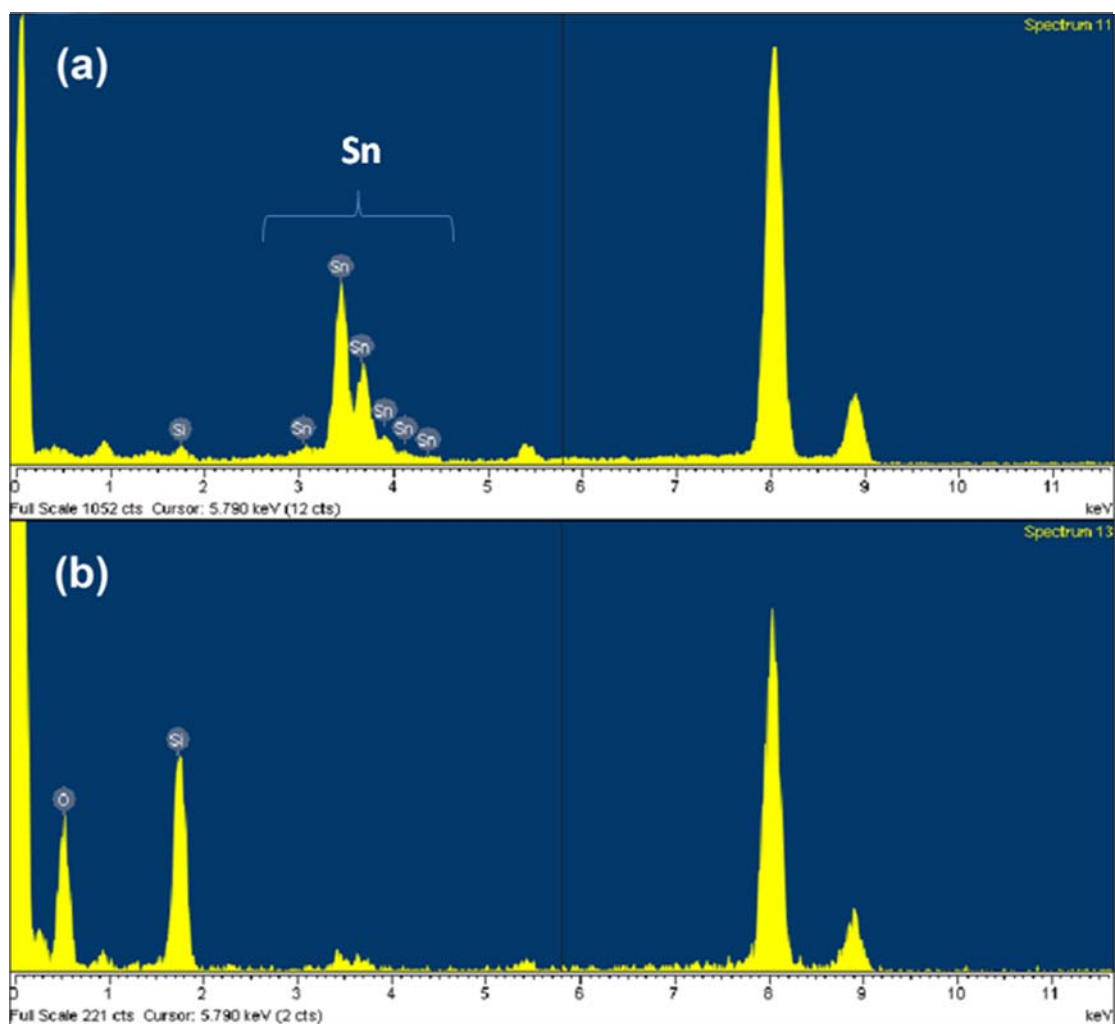 Spectrum 11
(a)
Sn
Sn
Sn
Sn
Si
Sn
Sn
Sn
0 1 2 3 4 5 6 7 8 9 10 11
Full Scale 1052 cts Cursor: 5.790 keV (12 cts) keV
Spectrum 13
(b)
Si
O
0 1 2 3 4 5 6 7 8 9 10 11
Full Scale 221 cts Cursor: 5.790 keV (2 cts) keV